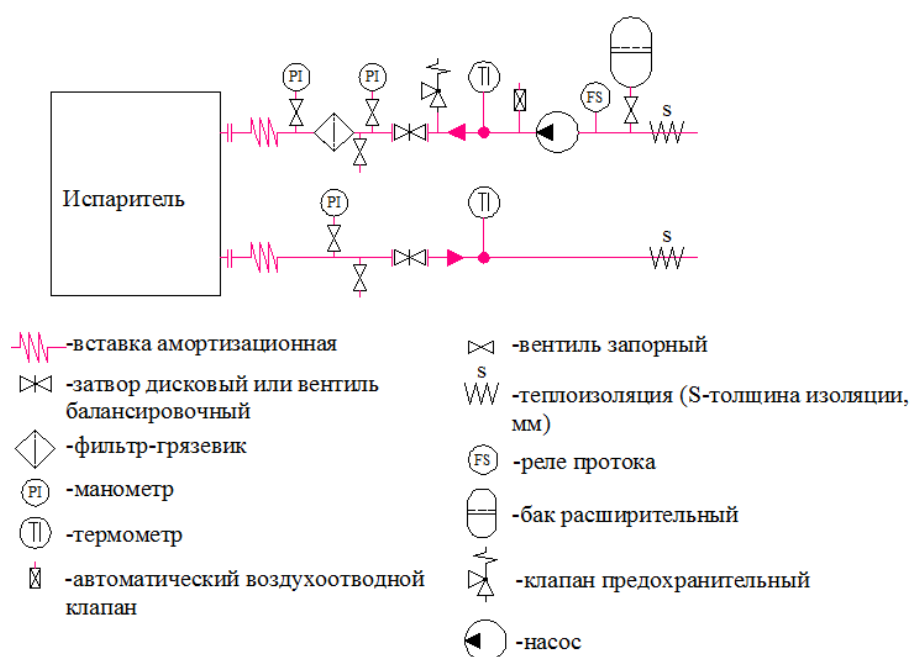 PI
PI
TI
FS
S
Испаритель
PI
TI
S
-вставка амортизационная
-затвор дисковый или вентиль
балансировочный
-фильтр-грязевик
PI
-манометр
TI
-термометр
-автоматический воздухоотводной
клапан
-вентиль запорный
S
-теплоизоляция (S-толщина изоляции,
мм)
FS
-реле протока
-бак расширительный
-клапан предохранительный
-насос